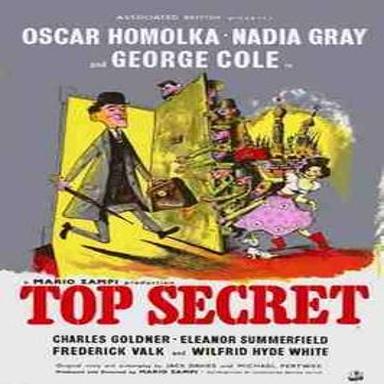 ASSOCIATED BRITISH presents
OSCAR HOMOLKA · NADIA GRAY
and GEORGE COLE in
a MARIO ZAMPI production
TOP SECRET
CHARLES GOLDNER · ELEANOR SUMMERFIELD
FREDERICK VALK and WILFRID HYDE WHITE
Original story and screenplay by JACK DAVIES and MICHAEL PERTWEE
Produced and Directed by MARIO ZAMPI